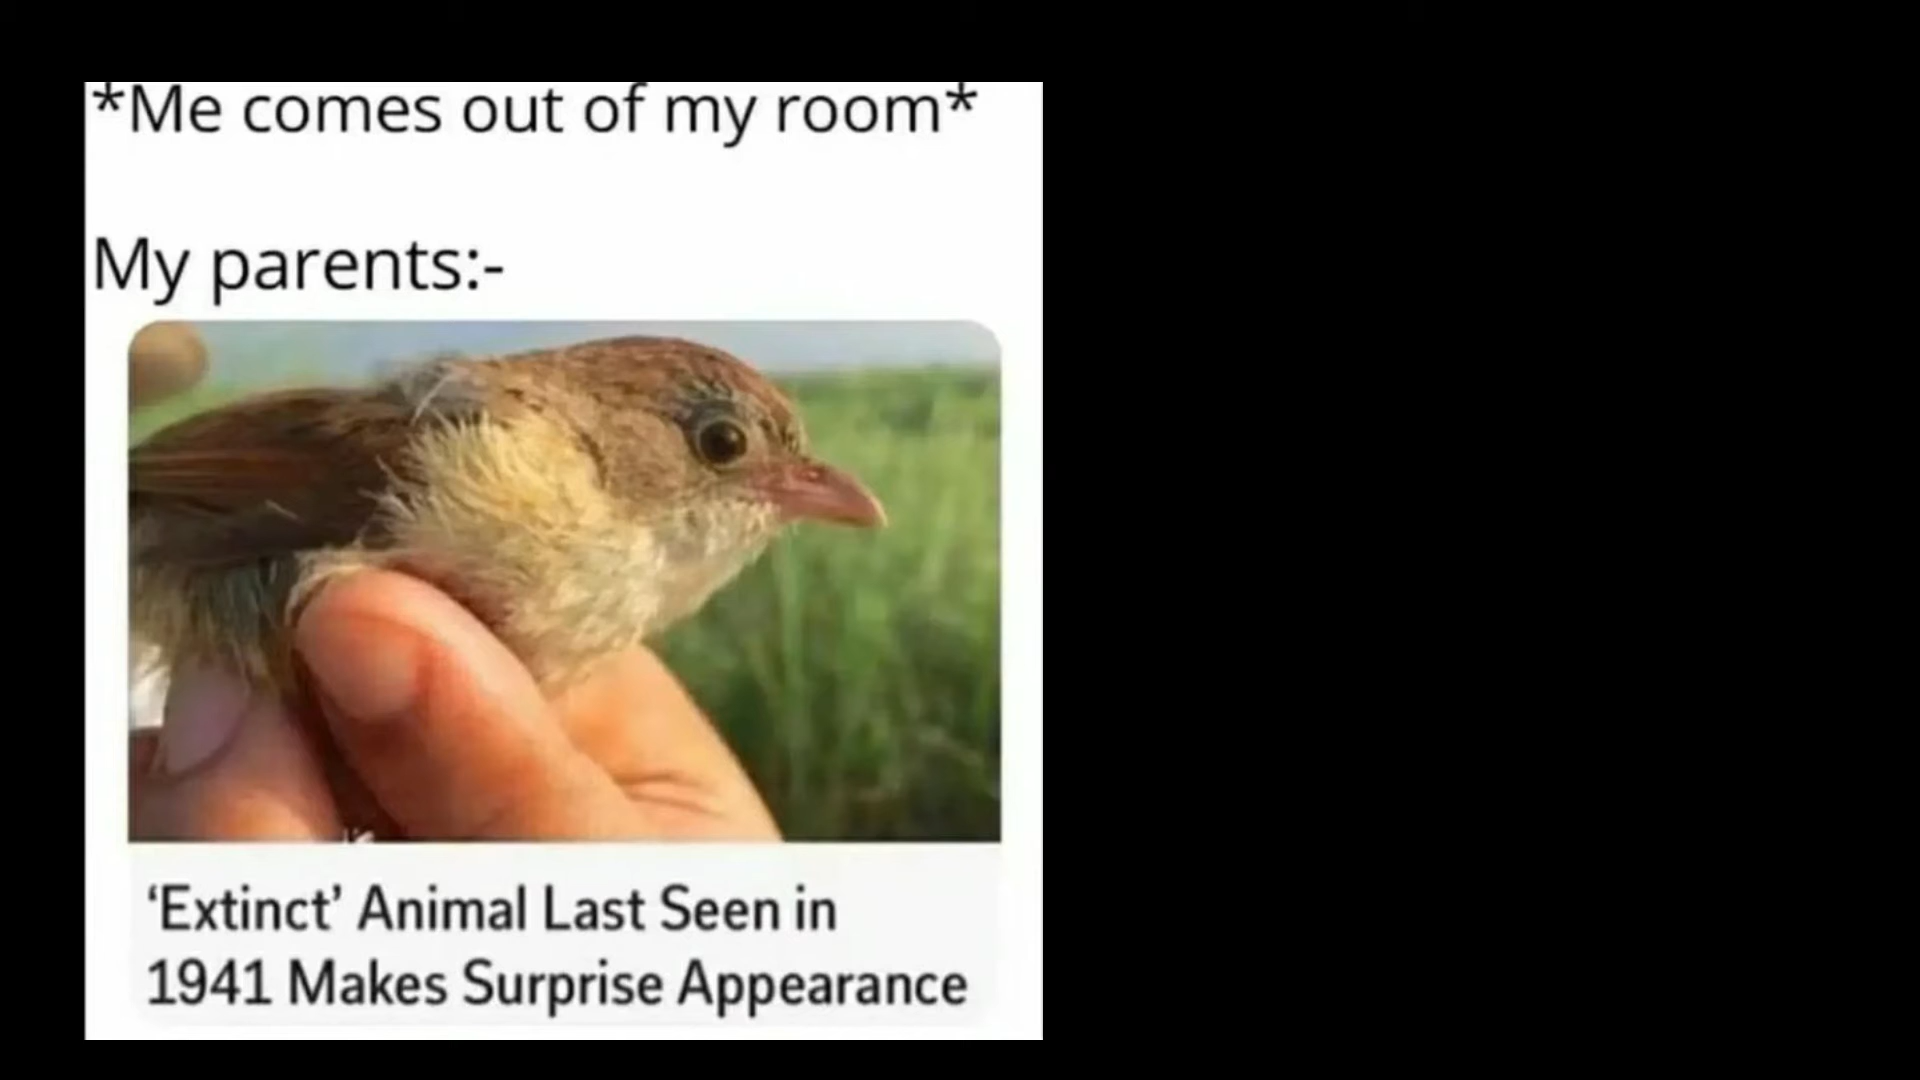 *Me comes out of my room*
My parents:-
‘Extinct’ Animal Last Seen in
1941 Makes Surprise Appearance